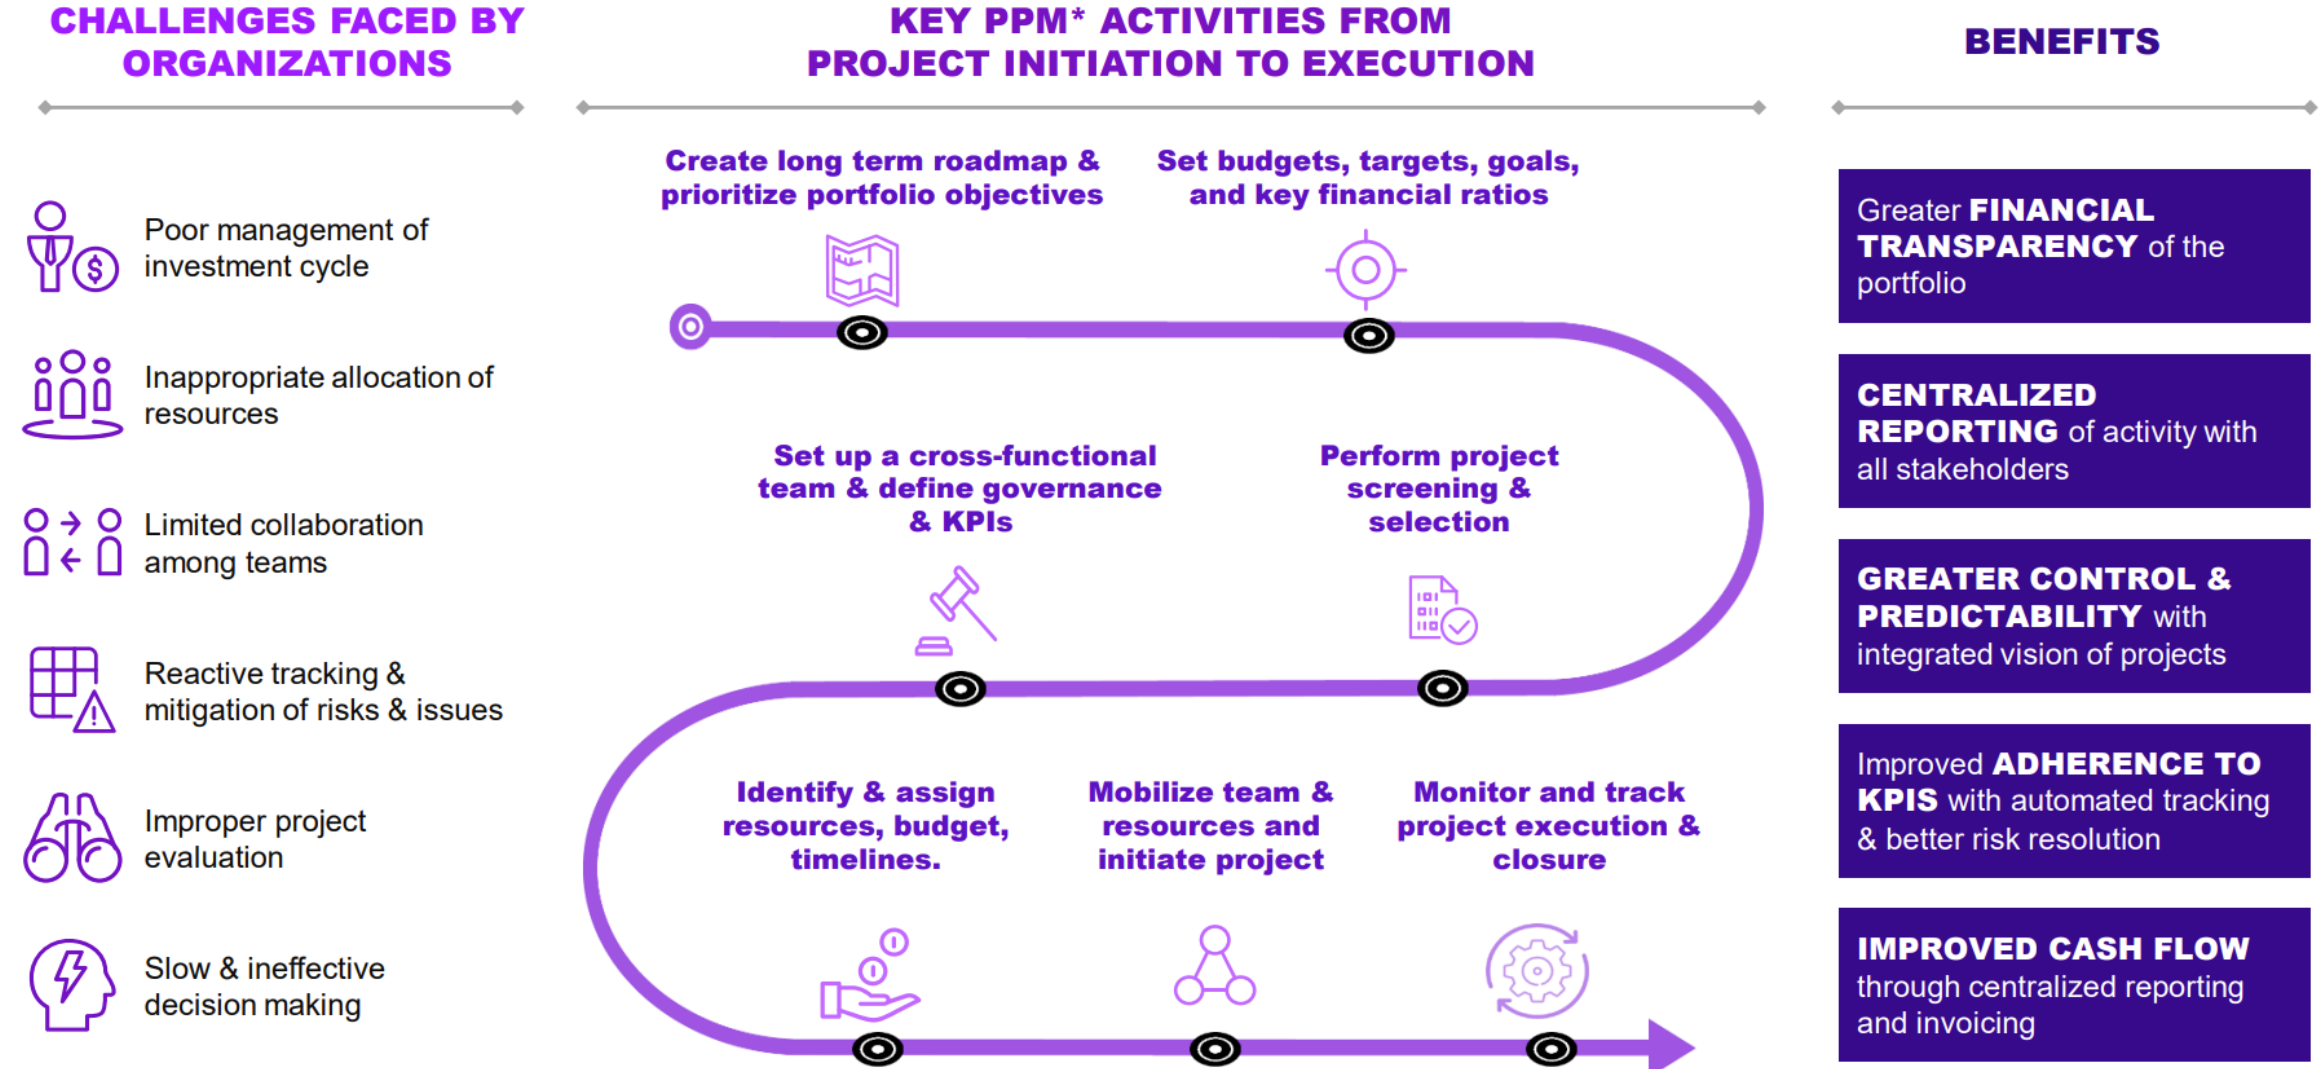 CHALLENGES FACED BY
ORGANIZATIONS
Poor management of
investment cycle
Inappropriate allocation of
resources
Limited collaboration
among teams
Reactive tracking &
mitigation of risks & issues
Improper project
evaluation
Slow & ineffective
decision making
KEY PPM* ACTIVITIES FROM
PROJECT INITIATION TO EXECUTION
Create long term roadmap &
prioritize portfolio objectives
Set budgets, targets, goals,
and key financial ratios
Perform project
screening &
selection
Set up a cross-functional
team & define governance
& KPIs
Identify & assign
resources, budget,
timelines.
Mobilize team &
resources and
initiate project
Monitor and track
project execution &
closure
BENEFITS
Greater FINANCIAL
TRANSPARENCY of the
portfolio
CENTRALIZED
REPORTING of activity with
all stakeholders
GREATER CONTROL &
PREDICTABILITY with
integrated vision of projects
Improved ADHERENCE TO
KPIS with automated tracking
& better risk resolution
IMPROVED CASH FLOW
through centralized reporting
and invoicing